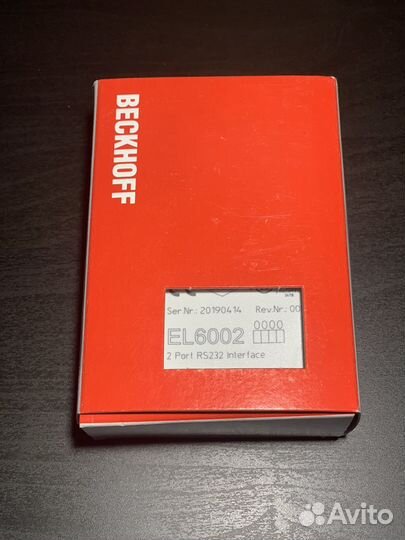 BECKHOFF
Ser.Nr.: 20190414 Rev.Nr.: 00
EL6002 0000
2 Port RS232 Interface
Avito